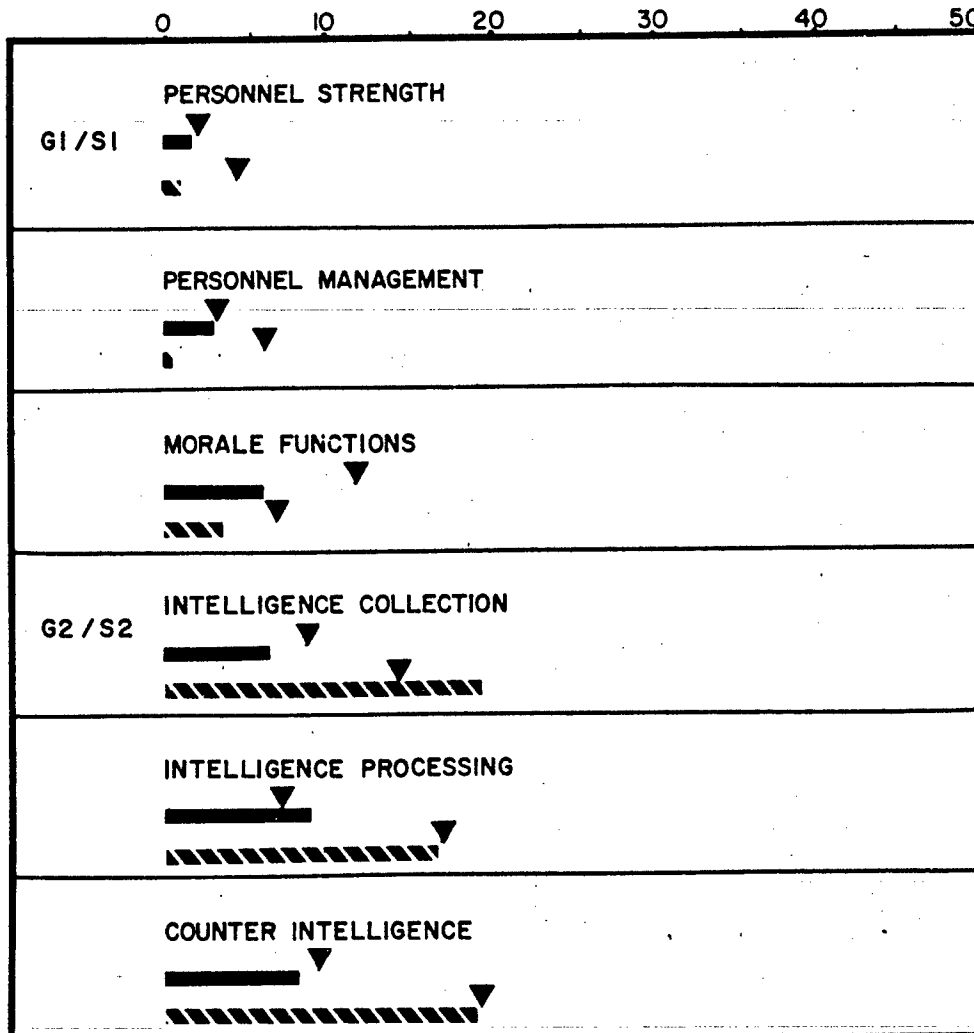 0 10 20 30 40 50
PERSONNEL STRENGTH
G1/S1
PERSONNEL MANAGEMENT
MORALE FUNCTIONS
INTELLIGENCE COLLECTION
G2/S2
INTELLIGENCE PROCESSING
COUNTER INTELLIGENCE